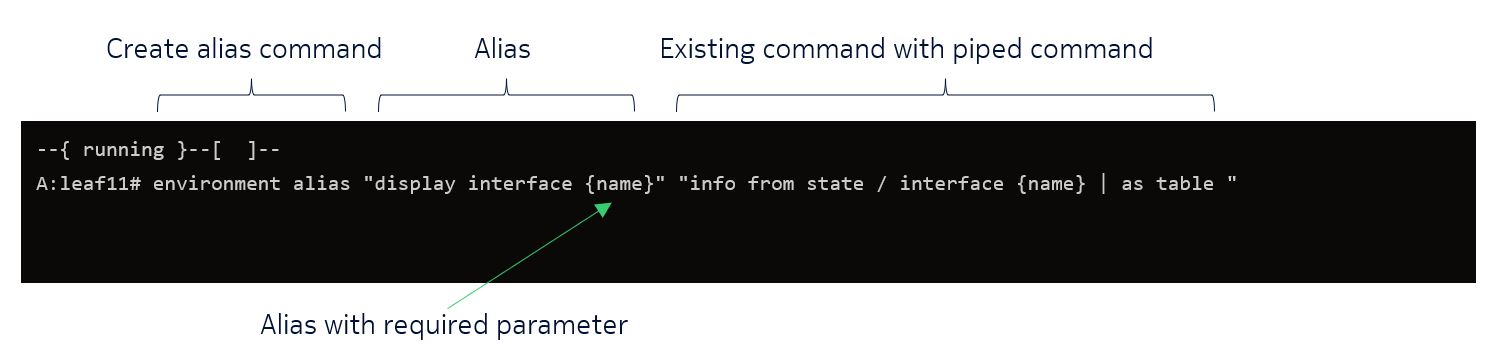 Create alias command Alias Existing command with piped command
--{ running }--[  ]--
A:leaf11# environment alias "display interface {name}" "info from state / interface {name} | as table "
Alias with required parameter